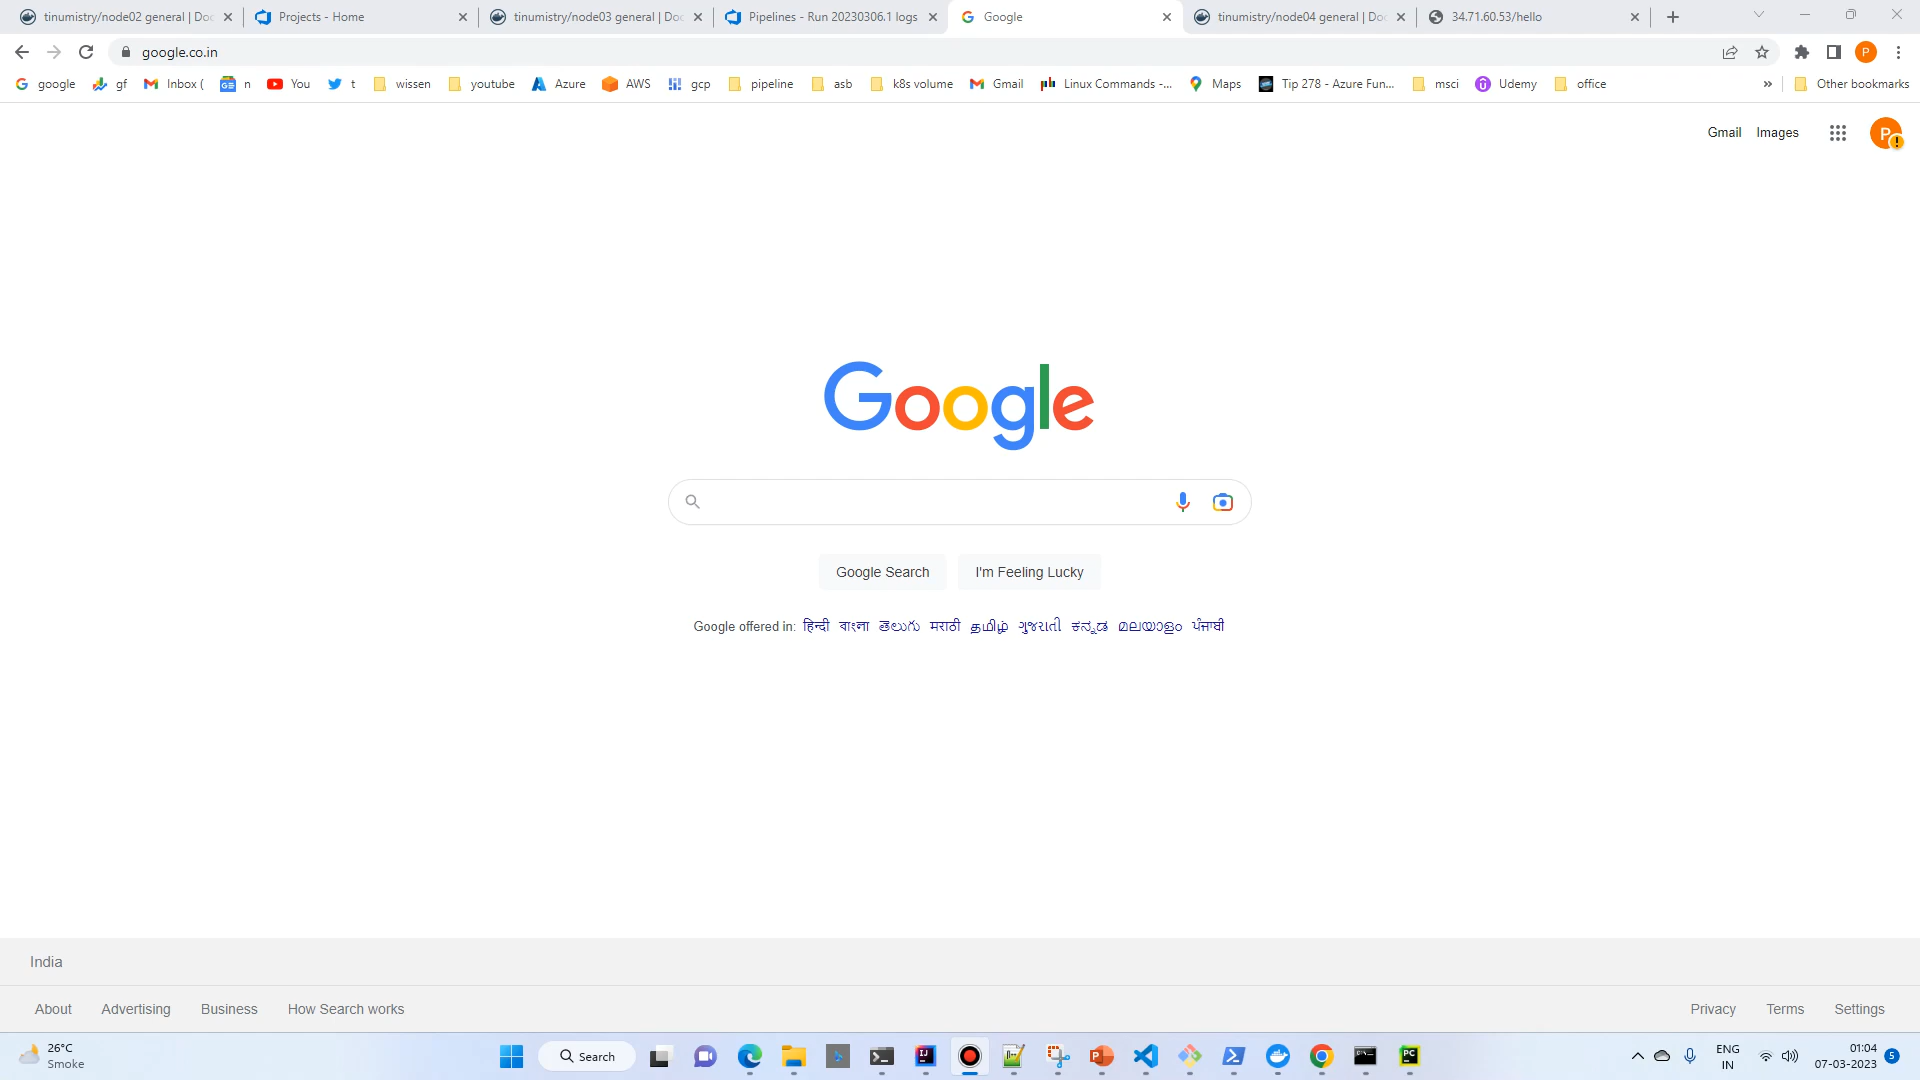 tinumistry/node02 general | Doc
Projects - Home
tinumistry/node03 general | Doc
Pipelines - Run 20230306.1 logs
Google
tinumistry/node04 general | Doc
34.71.60.53/hello
google.co.in
P
google
gf
Inbox (
n
You
t
wissen
youtube
Azure
AWS
gcp
pipeline
asb
k8s volume
Gmail
Linux Commands -...
Maps
Tip 278 - Azure Fun...
msci
Udemy
office
»
Other bookmarks
Gmail Images
P
Google
Google Search
I'm Feeling Lucky
Google offered in: हिन्दी বাংলা తెలుగు मराठी தமிழ் ગુજરાતી ಕನ್ನಡ മലയാളം ਪੰਜਾਬੀ
India
About Advertising Business How Search works
Privacy Terms Settings
26°C
Smoke
Search
ENG
IN
01:04
07-03-2023
5